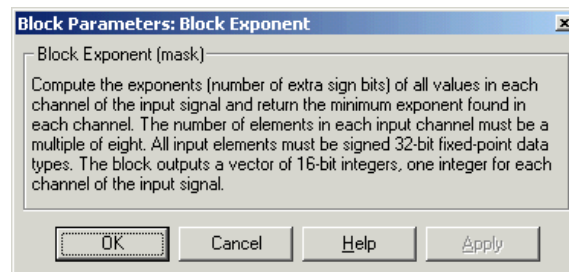 Block Parameters: Block Exponent
Block Exponent (mask)
Compute the exponents (number of extra sign bits) of all values in each
channel of the input signal and return the minimum exponent found in
each channel. The number of elements in each input channel must be a
multiple of eight. All input elements must be signed 32-bit fixed-point data
types. The block outputs a vector of 16-bit integers, one integer for each
channel of the input signal.
OK Cancel Help Apply